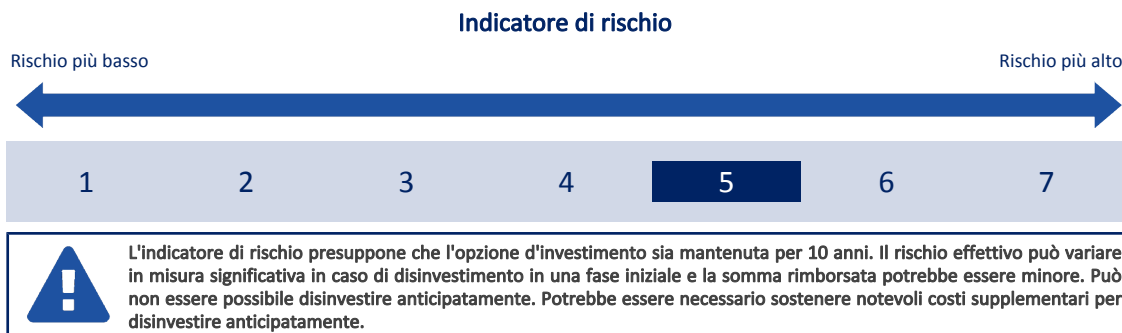 Indicatore di rischio
Rischio più basso
Rischio più alto
1 2 3 4 5 6 7
L'indicatore di rischio presuppone che l'opzione d'investimento sia mantenuta per 10 anni. Il rischio effettivo può variare
in misura significativa in caso di disinvestimento in una fase iniziale e la somma rimborsata potrebbe essere minore. Può
non essere possibile disinvestire anticipatamente. Potrebbe essere necessario sostenere notevoli costi supplementari per
disinvestire anticipatamente.